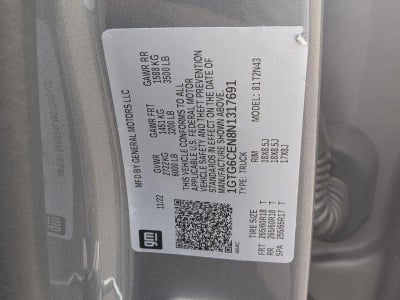 MFD BY GENERAL MOTORS LLC
11/22
GVWR
2722 KG
6000 LB
GAWR FRT
1451 KG
3200 LB
GAWR RR
1588 KG
3500 LB
THIS VEHICLE CONFORMS TO ALL
APPLICABLE U.S. FEDERAL MOTOR
VEHICLE SAFETY AND THEFT PREVENTION
STANDARDS IN EFFECT ON THE DATE OF
MANUFACTURE SHOWN ABOVE.
1GTG6CEN8N1317691
TYPE: TRUCK
MODEL: 81T2N43
gm
TIRE SIZE
RIM
FRT 265/60R18 T 18X8.5J
RR 265/60R18 T 18X8.5J
SPA 255/65R17 T 17X8J